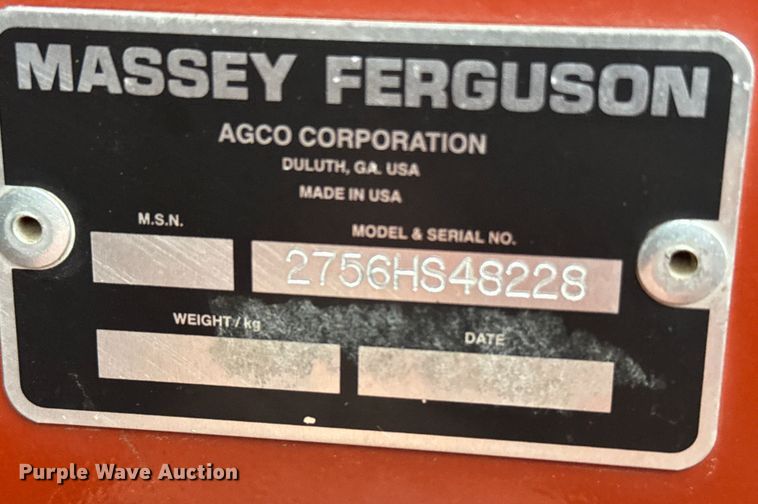 MASSEY FERGUSON
AGCO CORPORATION
DULUTH, GA. USA
MADE IN USA
M.S.N.
MODEL & SERIAL NO.
2756HS48228
WEIGHT / kg
DATE
Purple Wave Auction